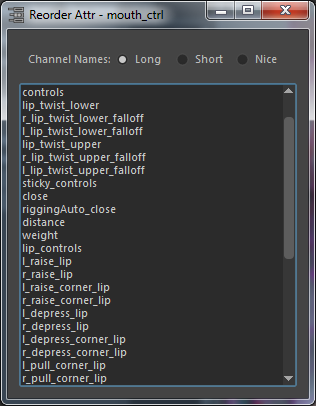 Reorder Attr - mouth_ctrl
Channel Names: Long Short Nice
controls
lip_twist_lower
r_lip_twist_lower_falloff
l_lip_twist_lower_falloff
lip_twist_upper
r_lip_twist_upper_falloff
l_lip_twist_upper_falloff
sticky_controls
close
riggingAuto_close
distance
weight
lip_controls
l_raise_lip
r_raise_lip
l_raise_corner_lip
r_raise_corner_lip
l_depress_lip
r_depress_lip
l_depress_corner_lip
r_depress_corner_lip
l_pull_corner_lip
r_pull_corner_lip